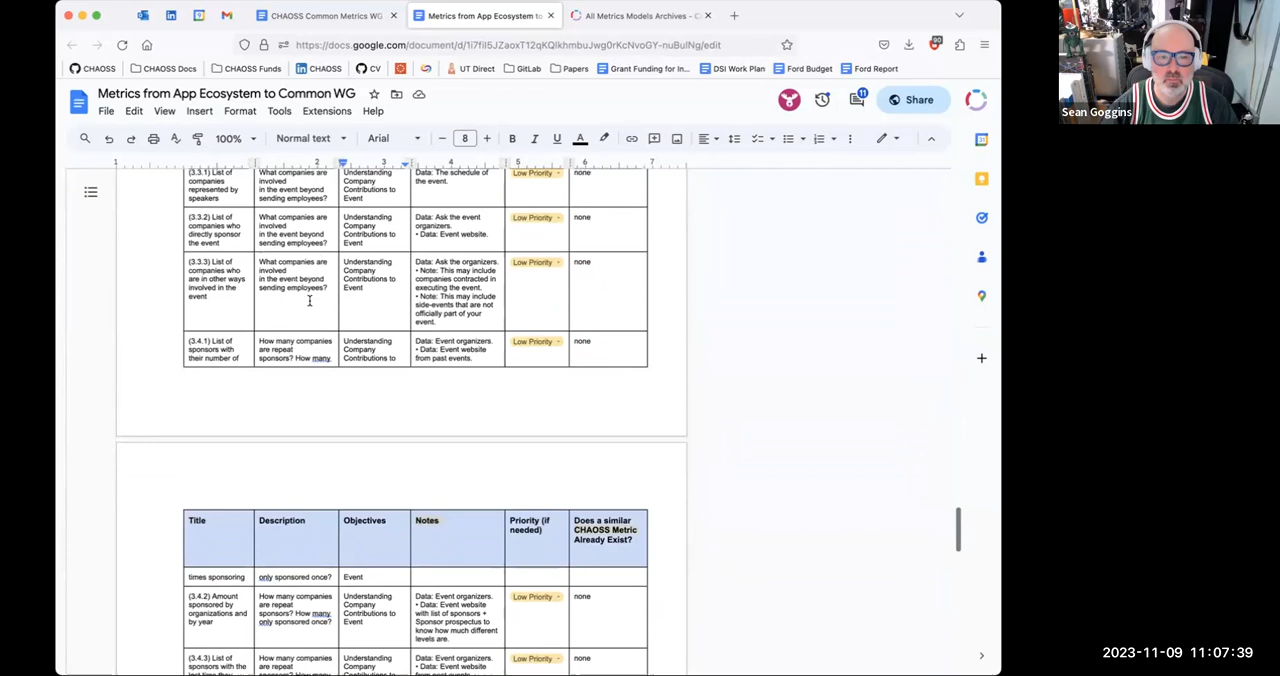 CHAOSS Common Metrics WG
Metrics from App Ecosystem to
All Metrics Models Archives - C
https://docs.google.com/document/d/1i7fiI5JZaoxT12qKQIkhmbuJwg0rKcNvoGY-nuBulNg/edit
90
CHAOSS
CHAOSS Docs
CHAOSS Funds
CHAOSS
CV
IT Direct
GitLab
Papers
Grant Funding for In...
DSI Work Plan
Ford Budget
Ford Report
Metrics from App Ecosystem to Common WG
File Edit View Insert Format Tools Extensions Help
11
Share
100%
Normal text
Arial
8
B I U A
1 2 3 4 5 6 7
(3.3.1) List of
companies
represented by
speakers
What companies are
involved
in the event beyond
sending employees?
Understanding
Company
Contributions to
Event
Data: The schedule of
the event.
Low Priority
none
(3.3.2) List of
companies who
directly sponsor
the event
What companies are
involved
in the event beyond
sending employees?
Understanding
Company
Contributions to
Event
Data: Ask the event
organizers.
• Data: Event website.
Low Priority
none
(3.3.3) List of
companies who
are in other ways
involved in the
event
What companies are
involved
in the event beyond
sending employees?
Understanding
Company
Contributions to
Event
Data: Ask the organizers.
• Note: This may include
companies contracted in
executing the event.
• Note: This may include
side-events that are not
officially part of your
event.
Low Priority
none
(3.4.1) List of
sponsors with
their number of
How many companies
are repeat
sponsors? How many
Understanding
Company
Contributions to
Data: Event organizers.
• Data: Event website
from past events.
Low Priority
none
Title
Description
Objectives
Notes
Priority (if
needed)
Does a similar
CHAOSS Metric
Already Exist?
times sponsoring
only sponsored once?
Event
(3.4.2) Amount
sponsored by
organizations and
by year
How many companies
are repeat
sponsors? How many
only sponsored once?
Understanding
Company
Contributions to
Event
Data: Event organizers.
• Data: Event website
with list of sponsors +
Sponsor prospectus to
know how much different
levels are.
Low Priority
none
(3.4.3) List of
sponsors with the
How many companies
are repeat
Understanding
Company
Data: Event organizers.
• Data: Event website
Low Priority
none
Sean Goggins
2023-11-09 11:07:39